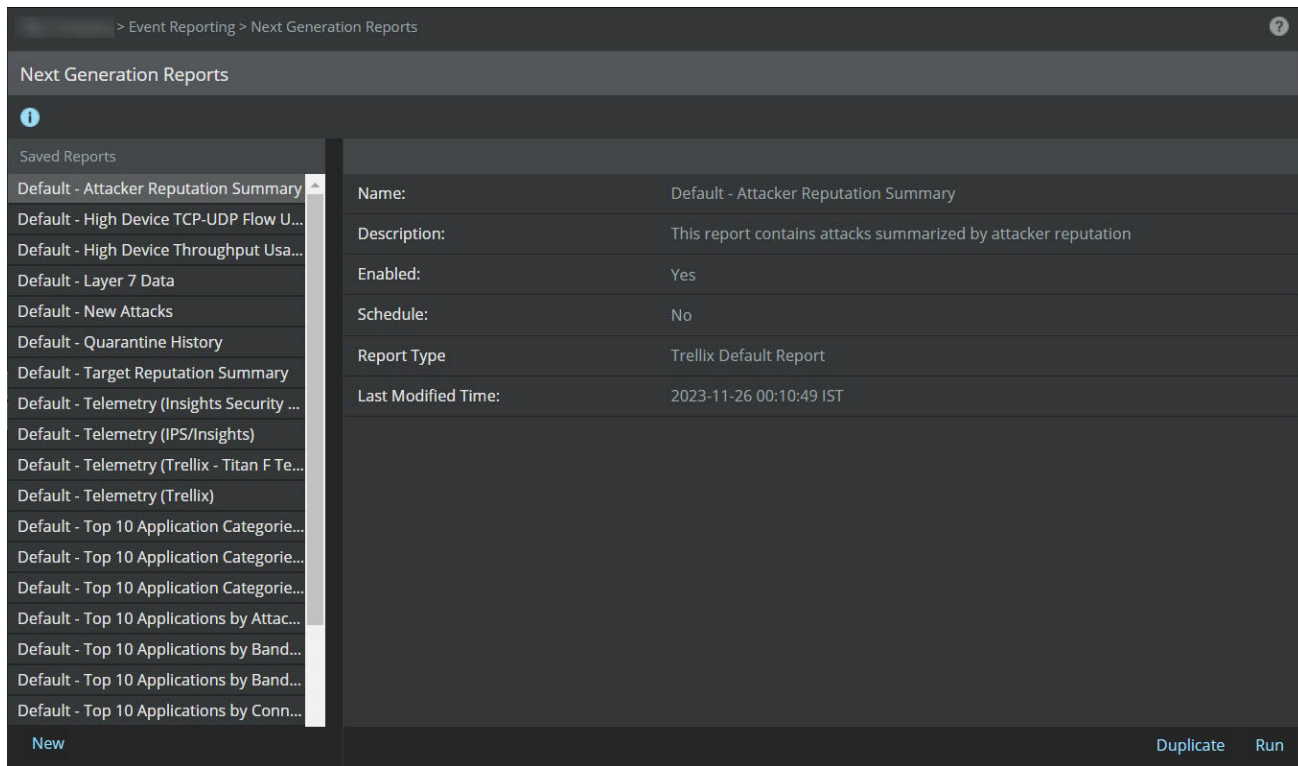 > Event Reporting > Next Generation Reports
Next Generation Reports
Saved Reports
Default - Attacker Reputation Summary
Default - High Device TCP-UDP Flow U...
Default - High Device Throughput Usa...
Default - Layer 7 Data
Default - New Attacks
Default - Quarantine History
Default - Target Reputation Summary
Default - Telemetry (Insights Security ...
Default - Telemetry (IPS/Insights)
Default - Telemetry (Trellix - Titan F Te...
Default - Telemetry (Trellix)
Default - Top 10 Application Categorie...
Default - Top 10 Application Categorie...
Default - Top 10 Application Categorie...
Default - Top 10 Applications by Attac...
Default - Top 10 Applications by Band...
Default - Top 10 Applications by Band...
Default - Top 10 Applications by Conn...
New
Name: Default - Attacker Reputation Summary
Description: This report contains attacks summarized by attacker reputation
Enabled: Yes
Schedule: No
Report Type Trellix Default Report
Last Modified Time: 2023-11-26 00:10:49 IST
Duplicate Run